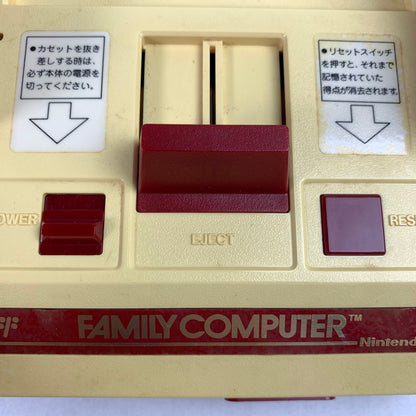 ●カセットを抜き
差しする時は、
必ず本体の電源を
切ってください。
●リセットスイッチ
を押すと、それまで
記憶されていた
得点が消去されます。
POWER
EJECT
RES
FAMILY COMPUTER™
Nintendo